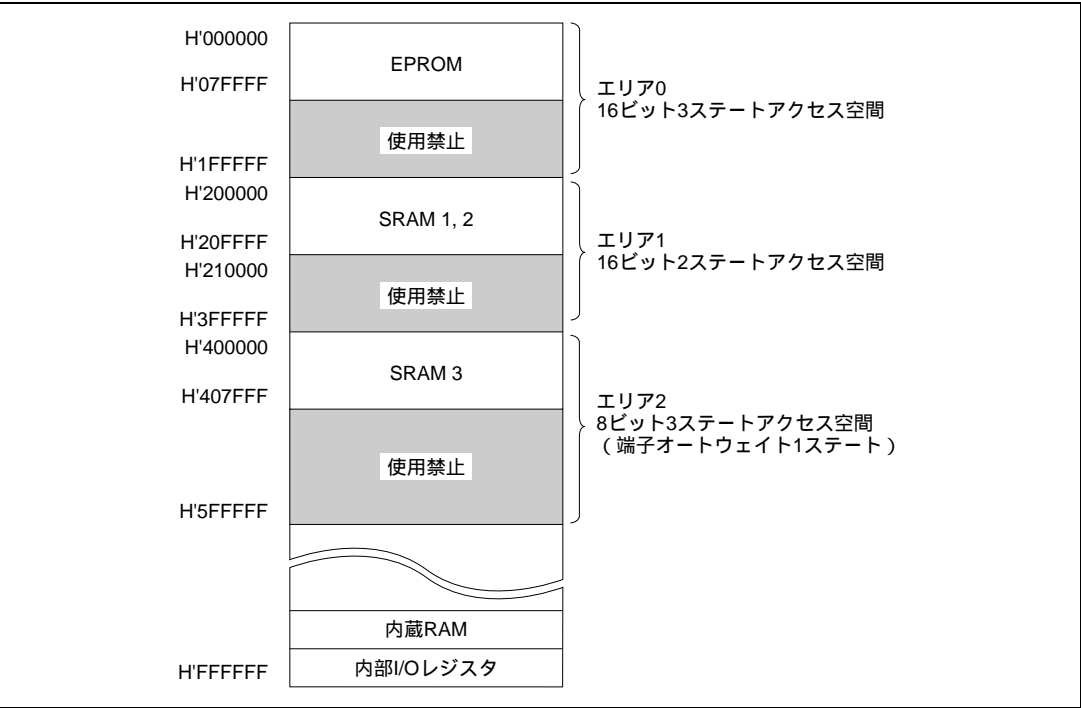 H'000000
EPROM
H'07FFFF
エリア0
16ビット3ステートアクセス空間
使用禁止
H'1FFFFF
H'200000
SRAM 1, 2
H'20FFFF
エリア1
16ビット2ステートアクセス空間
H'210000
使用禁止
H'3FFFFF
H'400000
SRAM 3
H'407FFF
エリア2
8ビット3ステートアクセス空間
（端子オートウェイト1ステート）
使用禁止
H'5FFFFF
内蔵RAM
内部I/Oレジスタ
H'FFFFFF